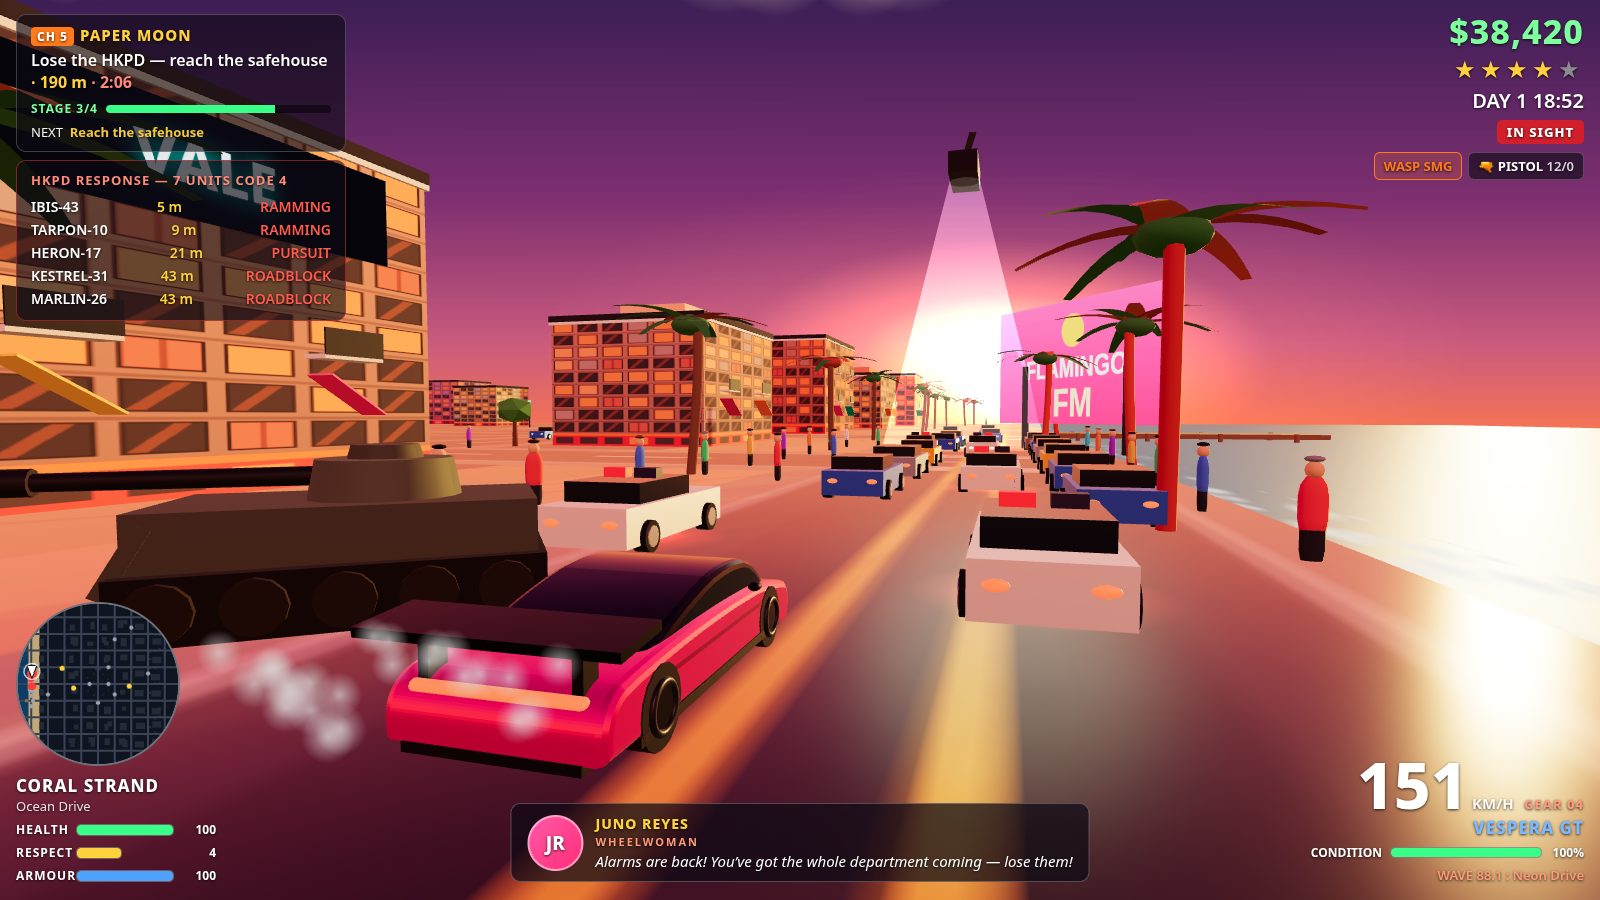 CH 5 PAPER MOON
Lose the HKPD — reach the safehouse
· 190 m · 2:06
STAGE 3/4
NEXT Reach the safehouse
VALE
HKPD RESPONSE — 7 UNITS CODE 4
IBIS-43 5 m RAMMING
TARPON-10 9 m RAMMING
HERON-17 21 m PURSUIT
KESTREL-31 43 m ROADBLOCK
MARLIN-26 43 m ROADBLOCK
$38,420
DAY 1 18:52
IN SIGHT
WASP SMG PISTOL 12/0
FLAMINGO
FM
CORAL STRAND
Ocean Drive
HEALTH 100
RESPECT 4
ARMOUR 100
JR
JUNO REYES
WHEELWOMAN
Alarms are back! You've got the whole department coming — lose them!
151 KM/H GEAR 04
VESPERA GT
CONDITION 100%
WAVE 88.1 : Neon Drive